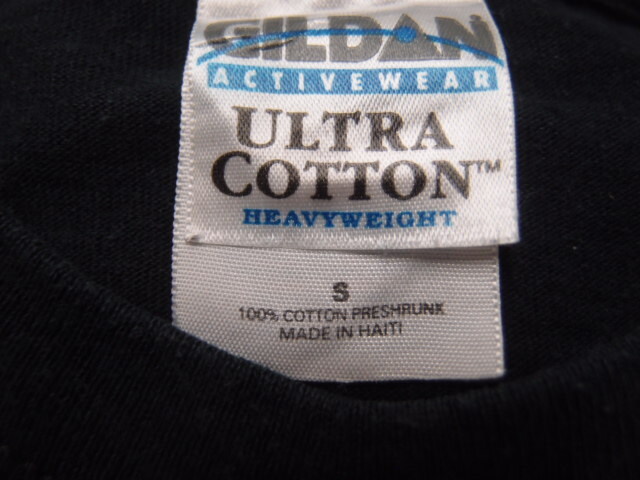 GILDAN
ACTIVEWEAR
ULTRA
COTTON™
HEAVYWEIGHT
S
100% COTTON PRESHRUNK
MADE IN HAITI